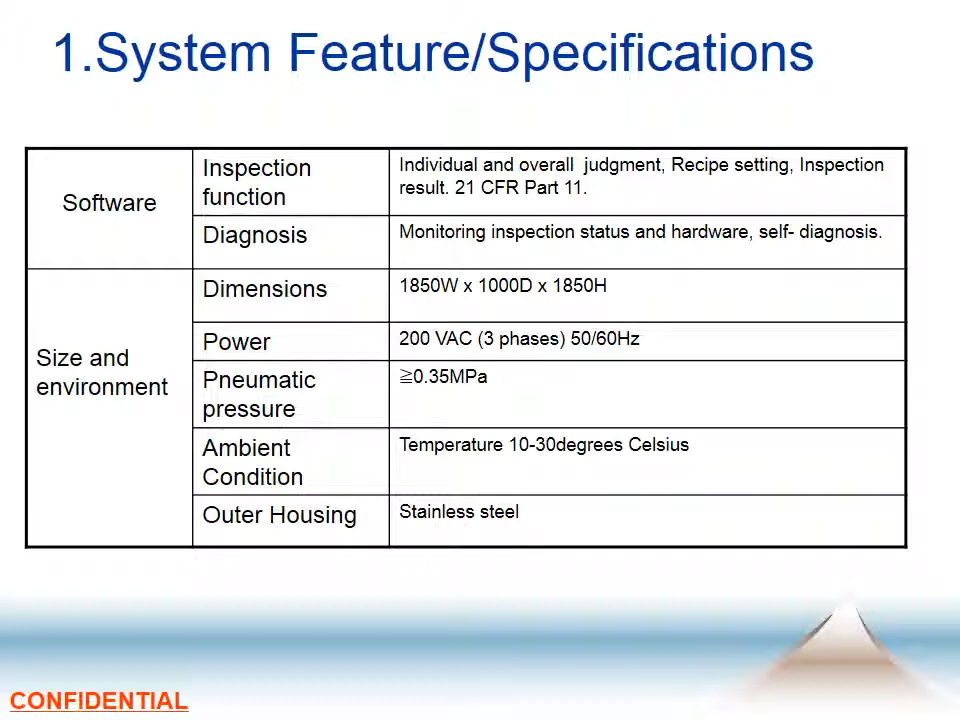 1.System Feature/Specifications
Software
Inspection
function
Individual and overall judgment, Recipe setting, Inspection
result. 21 CFR Part 11.
Diagnosis
Monitoring inspection status and hardware, self- diagnosis.
Size and
environment
Dimensions
1850W x 1000D x 1850H
Power
200 VAC (3 phases) 50/60Hz
Pneumatic
pressure
≧0.35MPa
Ambient
Condition
Temperature 10-30degrees Celsius
Outer Housing
Stainless steel
CONFIDENTIAL